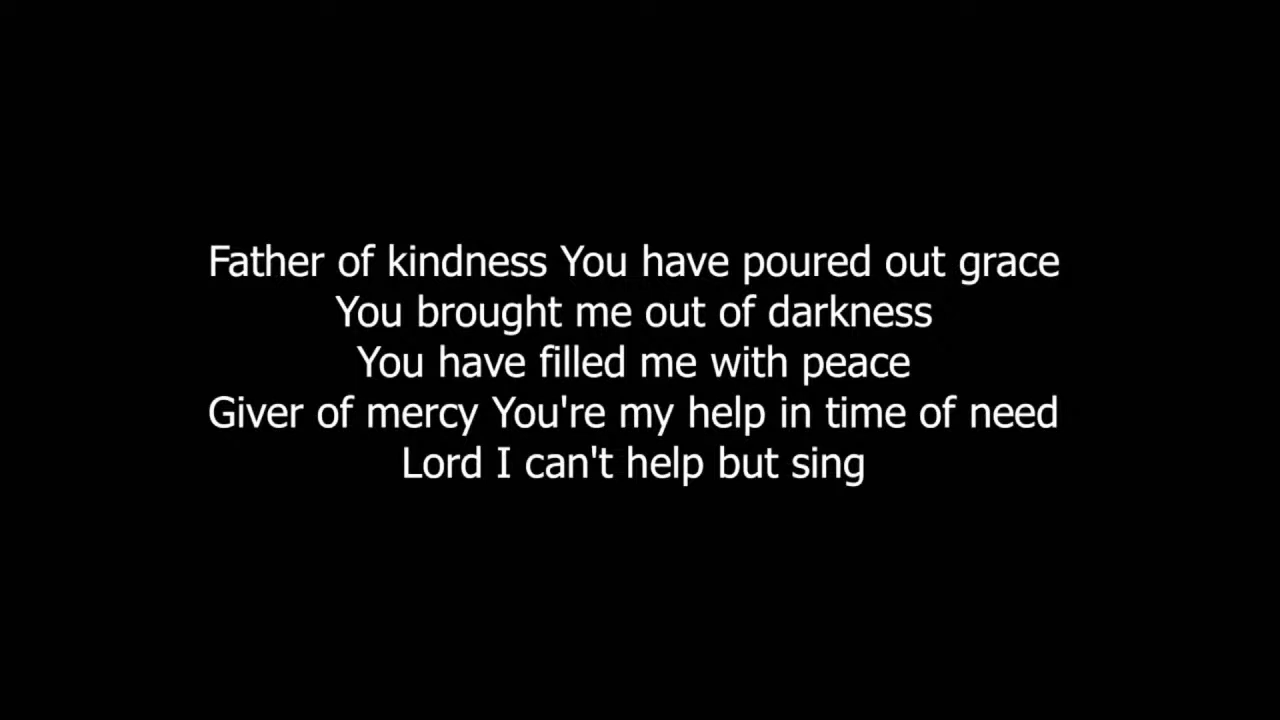 Father of kindness You have poured out grace
You brought me out of darkness
You have filled me with peace
Giver of mercy You're my help in time of need
Lord I can't help but sing